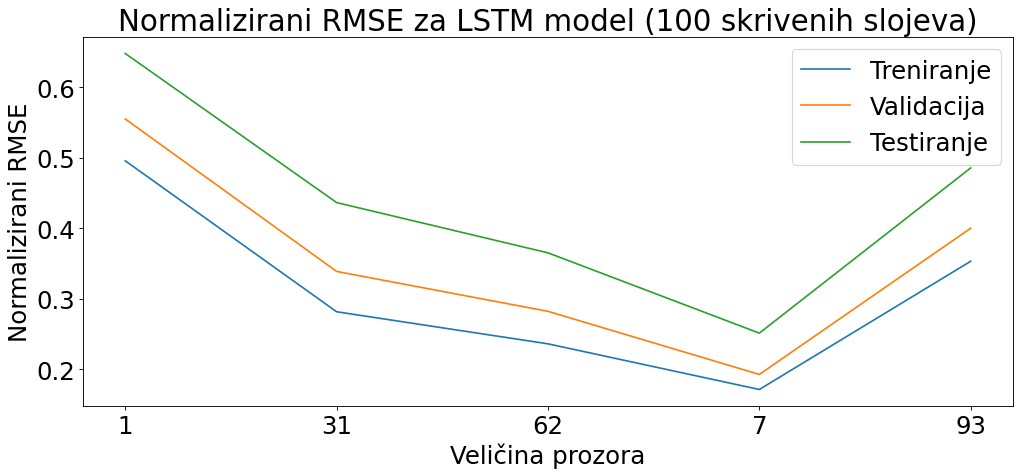 Normalizirani RMSE za LSTM model (100 skrivenih slojeva)
Normalizirani RMSE
0.6
0.5
0.4
0.3
0.2
Treniranje
Validacija
Testiranje
1 31 62 7 93
Veličina prozora